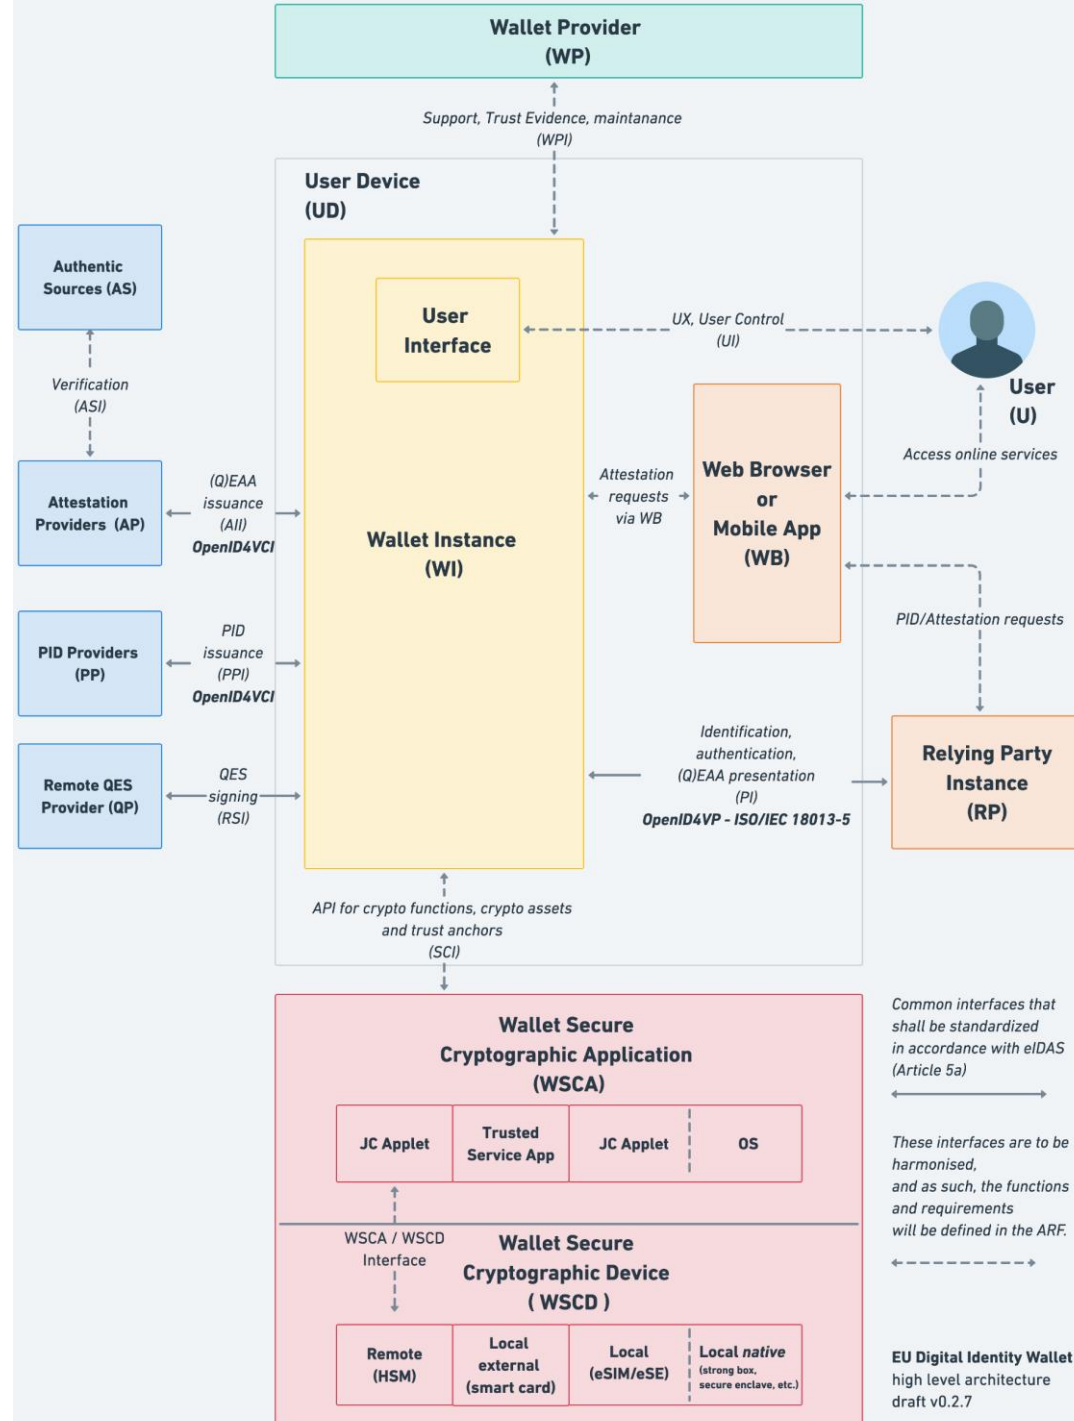 Wallet Provider
(WP)
Support, Trust Evidence, maintanance
(WPI)
User Device
(UD)
Authentic
Sources (AS)
User
Interface
UX, User Control
(UI)
User
(U)
Verification
(ASI)
Access online services
Attestation
Providers (AP)
(Q)EAA
issuance
(AII)
OpenID4VCI
Wallet Instance
(WI)
Attestation
requests
via WB
Web Browser
or
Mobile App
(WB)
PID Providers
(PP)
PID
issuance
(PPI)
OpenID4VCI
PID/Attestation requests
Remote QES
Provider (QP)
QES
signing
(RSI)
Identification,
authentication,
(Q)EAA presentation
(PI)
OpenID4VP - ISO/IEC 18013-5
Relying Party
Instance
(RP)
API for crypto functions, crypto assets
and trust anchors
(SCI)
Wallet Secure
Cryptographic Application
(WSCA)
JC Applet
Trusted
Service App
JC Applet
OS
WSCA / WSCD
Interface
Wallet Secure
Cryptographic Device
( WSCD )
Remote
(HSM)
Local
external
(smart card)
Local
(eSIM/eSE)
Local native
(strong box,
secure enclave, etc.)
Common interfaces that
shall be standardized
in accordance with eIDAS
(Article 5a)
These interfaces are to be
harmonised,
and as such, the functions
and requirements
will be defined in the ARF.
EU Digital Identity Wallet
high level architecture
draft v0.2.7